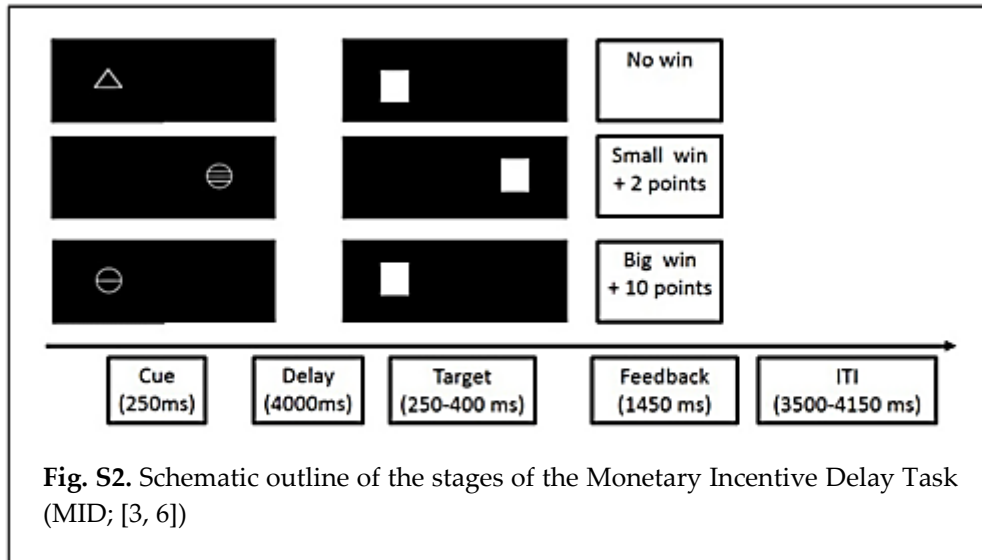 No win
Small win
+ 2 points
Big win
+ 10 points
Cue
(250ms)
Delay
(4000ms)
Target
(250-400 ms)
Feedback
(1450 ms)
ITI
(3500-4150 ms)
Fig. S2. Schematic outline of the stages of the Monetary Incentive Delay Task
(MID; [3, 6])